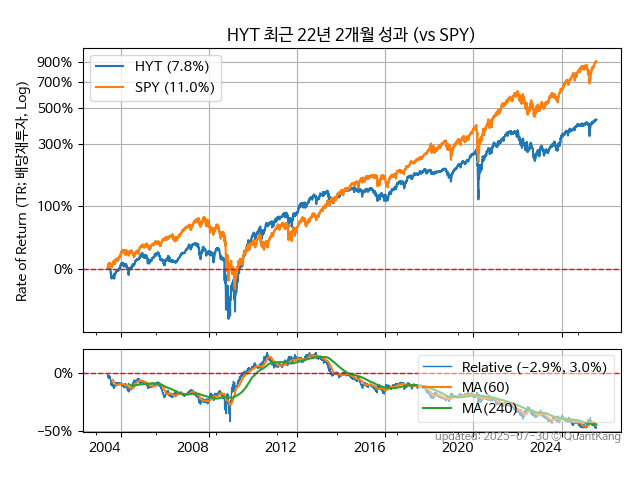 HYT 최근 22년 2개월 성과 (vs SPY)
Rate of Return (TR: 배당재투자, Log)
900%
700%
500%
300%
100%
0%
HYT (7.8%)
SPY (11.0%)
0%
−50%
Relative (−2.9%, 3.0%)
MA(60)
MA(240)
2004 2008 2012 2016 2020 2024
updated: 2025-07-30 © QuantKang